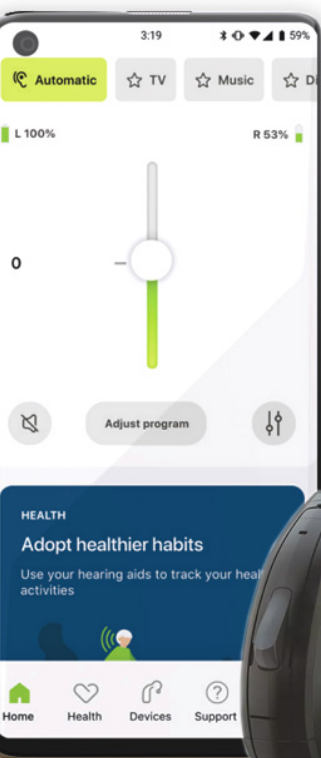 3:19
59%
Automatic
TV
Music
Di
L 100%
R 53%
0
Adjust program
HEALTH
Adopt healthier habits
Use your hearing aids to track your heal
activities
Home
Health
Devices
Support